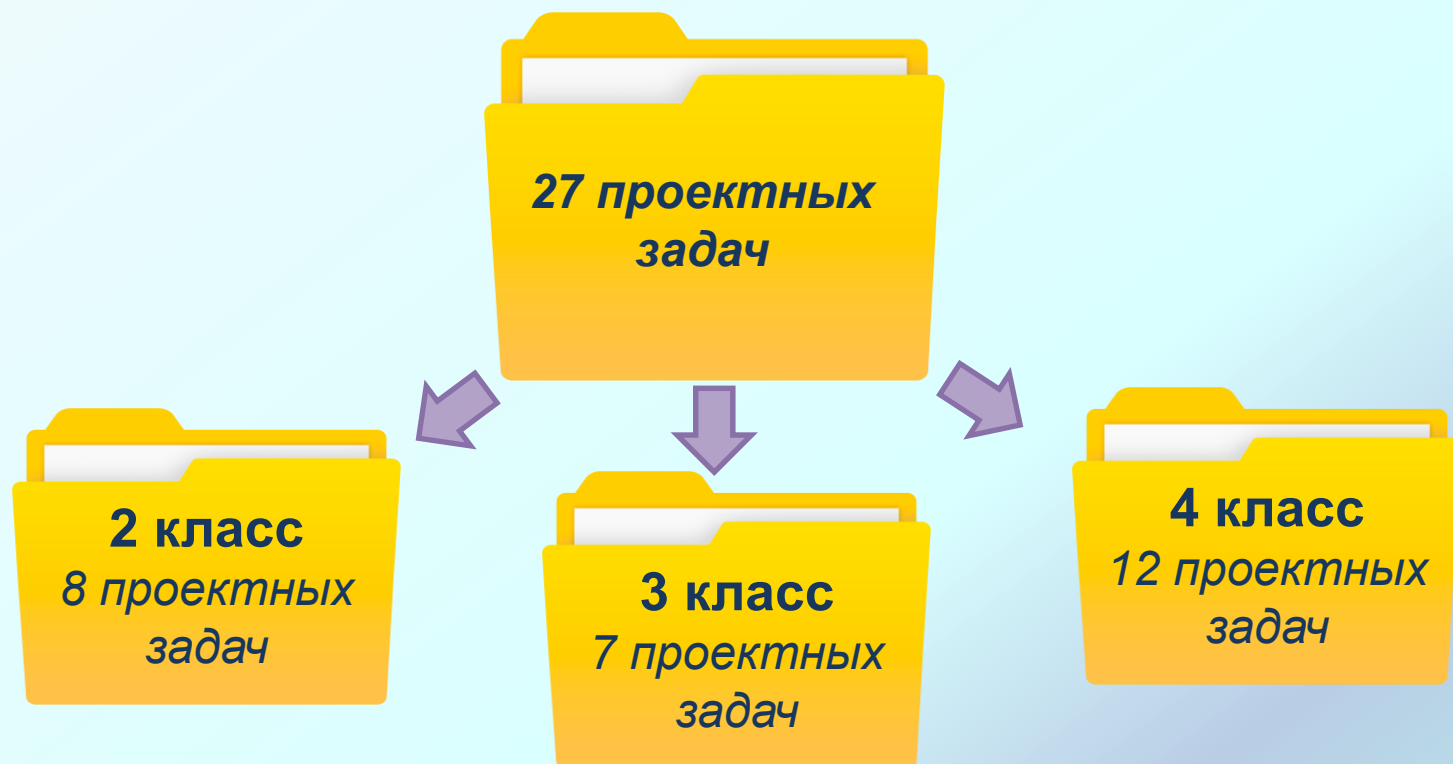 27 проектных
задач
2 класс
8 проектных
задач
3 класс
7 проектных
задач
4 класс
12 проектных
задач